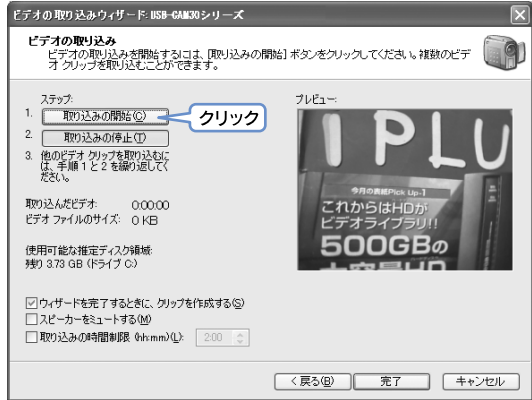 ビデオの取り込みウィザード: USB-CAM30シリーズ
ビデオの取り込み
ビデオの取り込みを開始するには、[取り込みの開始] ボタンをクリックしてください。複数のビデ
オ クリップを取り込むことができます。
ステップ:
1. 取り込みの開始(C)
クリック
2. 取り込みの停止(T)
3. 他のビデオ クリップを取り込むに
は、手順 1 と 2 を繰り返してく
ださい。
取り込んだビデオ: 0:00:00
ビデオ ファイルのサイズ: 0 KB
使用可能な推定ディスク領域:
残り 3.73 GB (ドライブ C:)
ウィザードを完了するときに、クリップを作成する(S)
スピーカーをミュートする(M)
取り込みの時間制限 (hh:mm)(L): 2:00
プレビュー:
IPLU
今月の表紙Pick Up-1
これからはHDが
ビデオライブラリ!!
500GBの
大容量HD
< 戻る(B)
完了
キャンセル